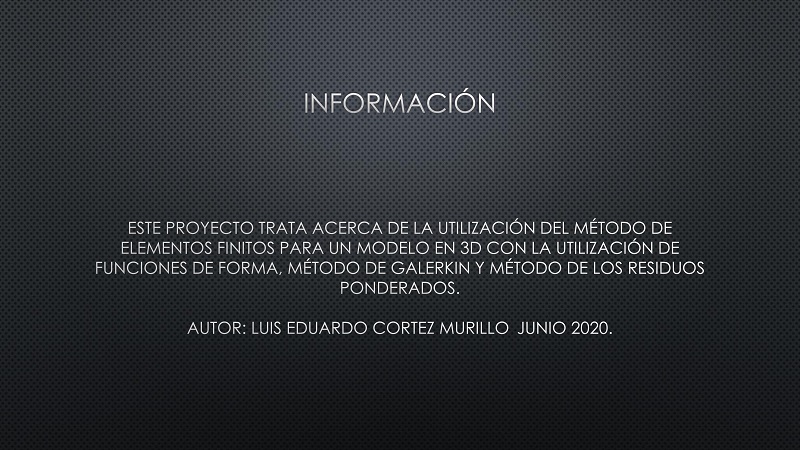 INFORMACIÓN
ESTE PROYECTO TRATA ACERCA DE LA UTILIZACIÓN DEL MÉTODO DE
ELEMENTOS FINITOS PARA UN MODELO EN 3D CON LA UTILIZACIÓN DE
FUNCIONES DE FORMA, MÉTODO DE GALERKIN Y MÉTODO DE LOS RESIDUOS
PONDERADOS.
AUTOR: LUIS EDUARDO CORTEZ MURILLO  JUNIO 2020.